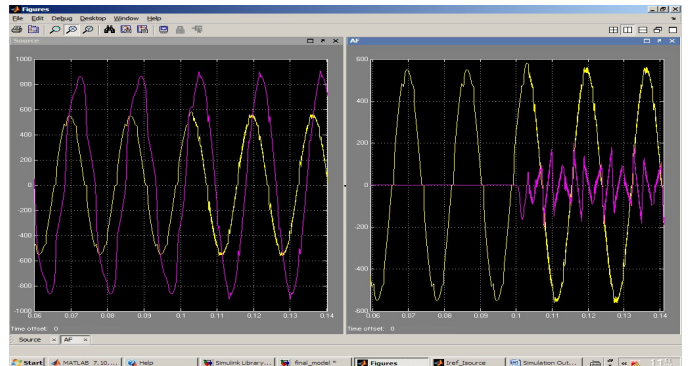 Figures
File Edit Debug Desktop Window Help
Source
AF
1000
800
600
400
200
0
-200
-400
-600
-800
-1000
0.06 0.07 0.08 0.09 0.1 0.11 0.12 0.13 0.14
Time offset: 0
600
400
200
0
-200
-400
-600
0.06 0.07 0.08 0.09 0.1 0.11 0.12 0.13 0.14
Time offset: 0
Source × AF ×
Start MATLAB 7.10.... Help Simulink Library... final_model * Figures Iref_Isource Simulation Out...